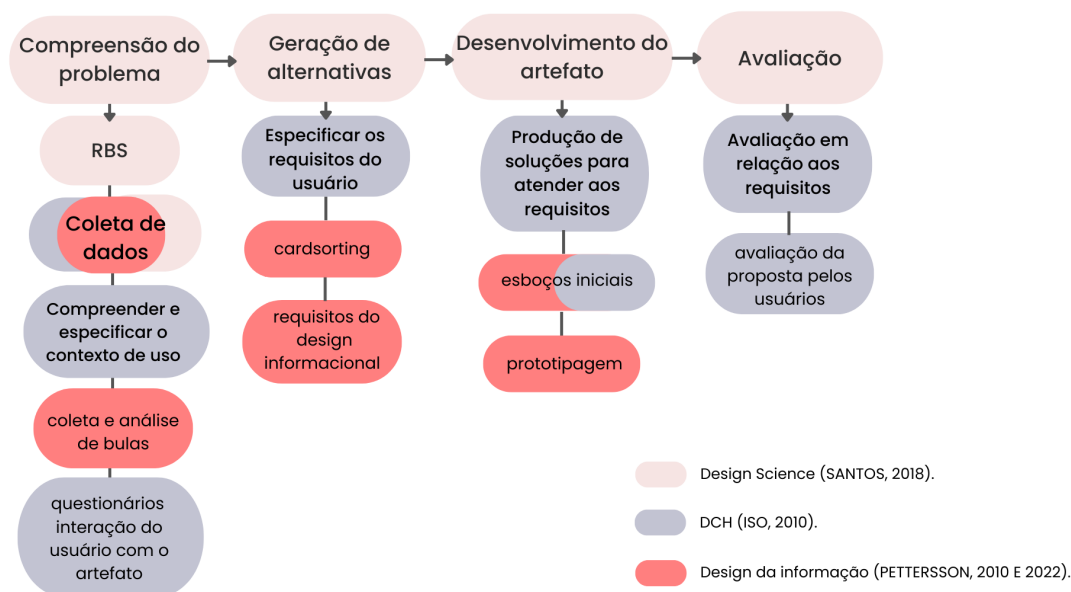 Compreensão do
problema
Geração de
alternativas
Desenvolvimento do
artefato
Avaliação
RBS
Coleta de
dados
Compreender e
especificar o
contexto de uso
coleta e análise
de bulas
questionários
interação do
usuário com o
artefato
Especificar os
requisitos do
usuário
cardsorting
requisitos do
design
informacional
Produção de
soluções para
atender aos
requisitos
esboços iniciais
prototipagem
Avaliação em
relação aos
requisitos
avaliação da
proposta pelos
usuários
Design Science (SANTOS, 2018).
DCH (ISO, 2010).
Design da informação (PETTERSSON, 2010 E 2022).